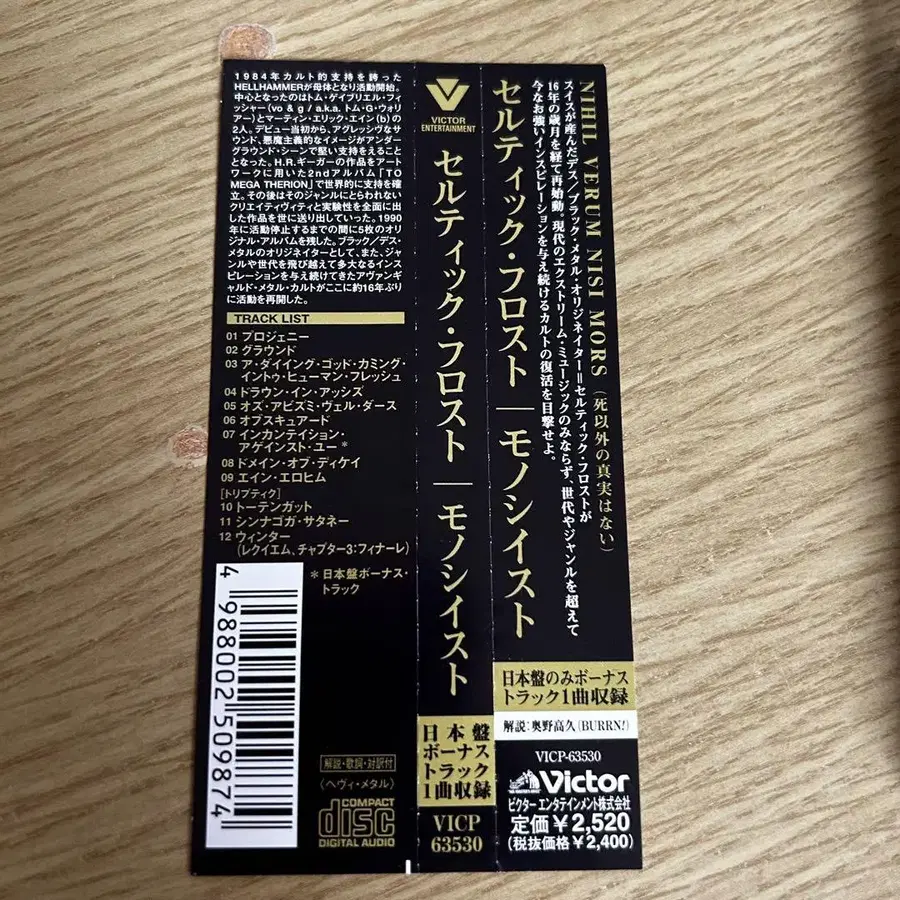 1984年カルト的支持を誇った
HELLHAMMERが母体となり活動開始。
中心となったのはトム・ゲイブリエル・フィ
ッシャー(vo & g / a.k.a. トム・G・ウォリ
アー)とマーティン・エリック・エイン(b)の
2人。デビュー当初から、アグレッシヴなサ
ウンド、悪魔主義的なイメージがアンダー
グラウンド・シーンで堅い支持をえること
となった。H.R.ギーガーの作品をアート
ワークに用いた2ndアルバム「TO
MEGA THERION」で世界的に支持を確
立。その後はそのジャンルにとらわれない
クリエイティヴィティと実験性を全面に出
した作品を世に送り出していった。1990
年に活動停止するまでの間に5枚のオリ
ジナル・アルバムを残した。ブラック/デス・
メタルのオリジネイターとして、また、ジャ
ンルや世代を飛び越えて多大なるインス
ピレーションを与え続けてきたアヴァンギ
ャルド・メタル・カルトがここに約16年ぶり
に活動を再開した。
TRACK LIST
01 プロジェニー
02 グラウンド
03 ア・ダイイング・ゴッド・カミング・
イントゥ・ヒューマン・フレッシュ
04 ドラウン・イン・アッシズ
05 オズ・アビズミ・ヴェル・ダース
06 オブスキュアード
07 インカンテイション・
アゲインスト・ユー *
08 ドメイン・オブ・ディケイ
09 エイン・エロヒム
[トリプティク]
10 トーテンガット
11 シンナゴガ・サタネー
12 ウィンター
(レクイエム、チャプター3:フィナーレ)
*日本盤ボーナス・
トラック
4 988002 509874
解説・歌詞・対訳付
〈ヘヴィ・メタル〉
COMPACT
disc
DIGITAL AUDIO
VICTOR
ENTERTAINMENT
セルティック・フロスト|モノシイスト
日本盤
ボーナス
トラック
1曲収録
VICP
63530
NIHIL VERUM NISI MORS (死以外の真実はない)
スイスが産んだデス/ブラック・メタル・オリジネイター=セルティック・フロストが
16年の歳月を経て再始動。現代のエクストリーム・ミュージックのみならず、世代やジャンルを超えて
今なお強いインスピレーションを与え続けるカルトの復活を目撃せよ。
セルティック・フロスト|モノシイスト
日本盤のみボーナス
トラック1曲収録
解説:奥野高久(BURRN!)
VICP-63530
Victor
ビクターエンタテインメント株式会社
定価¥2,520
(税抜価格¥2,400)